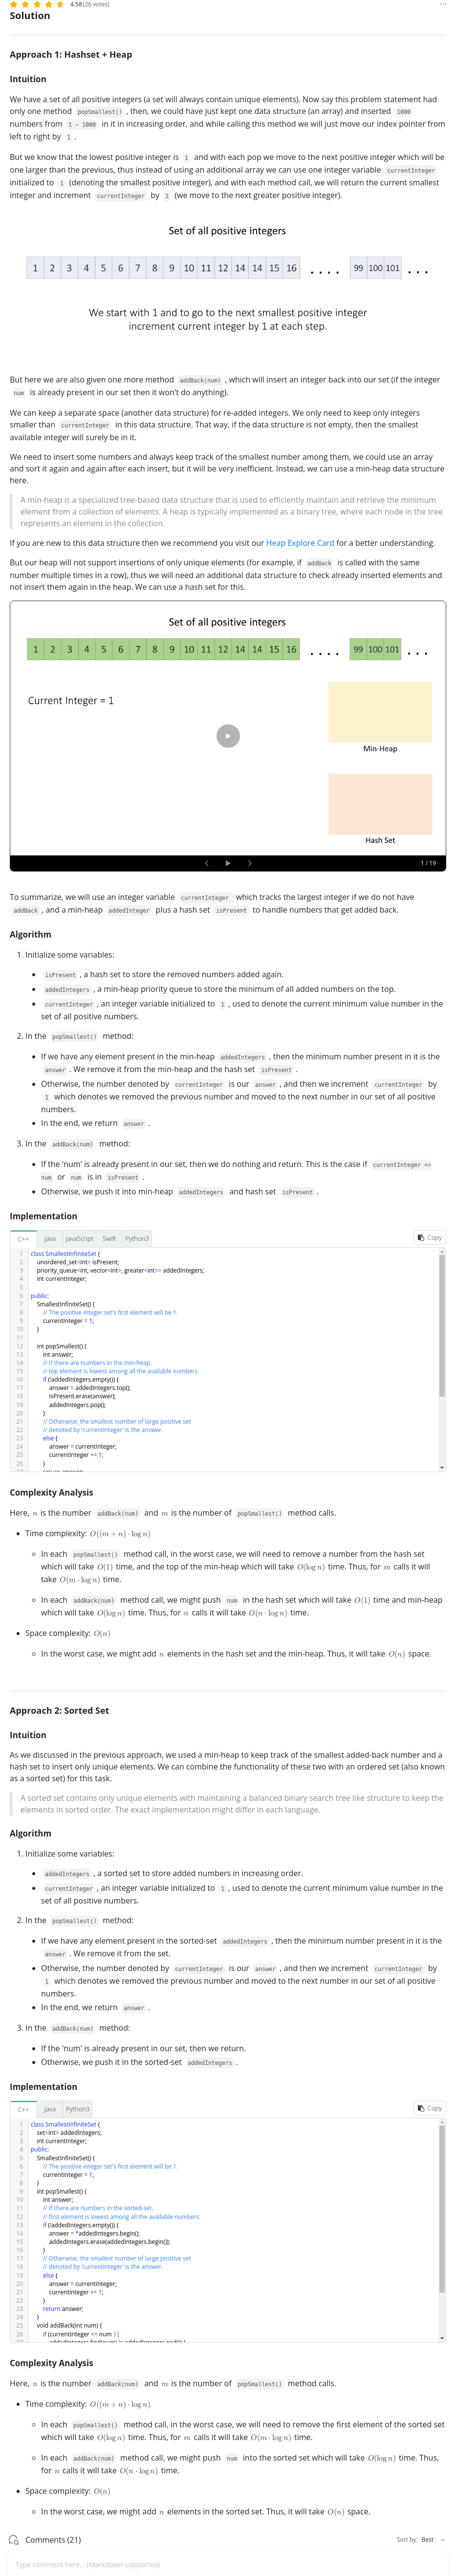 4.58 (26 votes)
Solution
Approach 1: Hashset + Heap
Intuition
We have a set of all positive integers (a set will always contain unique elements). Now say this problem statement had
only one method popSmallest() , then, we could have just kept one data structure (an array) and inserted 1000
numbers from 1 – 1000 in it in increasing order, and while calling this method we will just move our index pointer from
left to right by 1 .
But we know that the lowest positive integer is 1 and with each pop we move to the next positive integer which will be
one larger than the previous, thus instead of using an additional array we can use one integer variable currentInteger
initialized to 1 (denoting the smallest positive integer), and with each method call, we will return the current smallest
integer and increment currentInteger by 1 (we move to the next greater positive integer).
Set of all positive integers
1 2 3 4 5 6 7 8 9 10 11 12 14 14 15 16 . . . . 99 100 101 . . .
We start with 1 and to go to the next smallest positive integer
increment current integer by 1 at each step.
But here we are also given one more method addBack(num) , which will insert an integer back into our set (if the integer
num is already present in our set then it won't do anything).
We can keep a separate space (another data structure) for re-added integers. We only need to keep only integers
smaller than currentInteger in this data structure. That way, if the data structure is not empty, then the smallest
available integer will surely be in it.
We need to insert some numbers and always keep track of the smallest number among them, we could use an array
and sort it again and again after each insert, but it will be very inefficient. Instead, we can use a min-heap data structure
here.
A min-heap is a specialized tree-based data structure that is used to efficiently maintain and retrieve the minimum
element from a collection of elements. A heap is typically implemented as a binary tree, where each node in the tree
represents an element in the collection.
If you are new to this data structure then we recommend you visit our Heap Explore Card for a better understanding.
But our heap will not support insertions of only unique elements (for example, if addBack is called with the same
number multiple times in a row), thus we will need an additional data structure to check already inserted elements and
not insert them again in the heap. We can use a hash set for this.
Set of all positive integers
1 2 3 4 5 6 7 8 9 10 11 12 14 14 15 16 . . . . 99 100 101 . . .
Current Integer = 1
Min-Heap
Hash Set
1 / 19
To summarize, we will use an integer variable currentInteger which tracks the largest integer if we do not have
addBack , and a min-heap addedInteger plus a hash set isPresent to handle numbers that get added back.
Algorithm
1. Initialize some variables:
• isPresent , a hash set to store the removed numbers added again.
• addedIntegers , a min-heap priority queue to store the minimum of all added numbers on the top.
• currentInteger , an integer variable initialized to 1 , used to denote the current minimum value number in the
set of all positive numbers.
2. In the popSmallest() method:
• If we have any element present in the min-heap addedIntegers , then the minimum number present in it is the
answer . We remove it from the min-heap and the hash set isPresent .
• Otherwise, the number denoted by currentInteger is our answer , and then we increment currentInteger by
1 which denotes we removed the previous number and moved to the next number in our set of all positive
numbers.
• In the end, we return answer .
3. In the addBack(num) method:
• If the 'num' is already present in our set, then we do nothing and return. This is the case if currentInteger <=
num or num is in isPresent .
• Otherwise, we push it into min-heap addedIntegers and hash set isPresent .
Implementation
C++ Java JavaScript Swift Python3 Copy
1 class SmallestInfiniteSet {
2 unordered_set<int> isPresent;
3 priority_queue<int, vector<int>, greater<int>> addedIntegers;
4 int currentInteger;
5
6 public:
7 SmallestInfiniteSet() {
8 // The positive integer set's first element will be 1.
9 currentInteger = 1;
10 }
11
12 int popSmallest() {
13 int answer;
14 // If there are numbers in the min-heap,
15 // top element is lowest among all the available numbers.
16 if (!addedIntegers.empty()) {
17 answer = addedIntegers.top();
18 isPresent.erase(answer);
19 addedIntegers.pop();
20 }
21 // Otherwise, the smallest number of large positive set
22 // denoted by 'currentInteger' is the answer.
23 else {
24 answer = currentInteger;
25 currentInteger += 1;
26 }
27 return answer;
Complexity Analysis
Here, n is the number addBack(num) and m is the number of popSmallest() method calls.
• Time complexity: O((m + n) · log n)
○ In each popSmallest() method call, in the worst case, we will need to remove a number from the hash set
which will take O(1) time, and the top of the min-heap which will take O(log n) time. Thus, for m calls it will
take O(m · log n) time.
○ In each addBack(num) method call, we might push num in the hash set which will take O(1) time and min-heap
which will take O(log n) time. Thus, for n calls it will take O(n · log n) time.
• Space complexity: O(n)
○ In the worst case, we might add n elements in the hash set and the min-heap. Thus, it will take O(n) space.
Approach 2: Sorted Set
Intuition
As we discussed in the previous approach, we used a min-heap to keep track of the smallest added-back number and a
hash set to insert only unique elements. We can combine the functionality of these two with an ordered set (also known
as a sorted set) for this task.
A sorted set contains only unique elements with maintaining a balanced binary search tree like structure to keep the
elements in sorted order. The exact implementation might differ in each language.
Algorithm
1. Initialize some variables:
• addedIntegers , a sorted set to store added numbers in increasing order.
• currentInteger , an integer variable initialized to 1 , used to denote the current minimum value number in the
set of all positive numbers.
2. In the popSmallest() method:
• If we have any element present in the sorted-set addedIntegers , then the minimum number present in it is the
answer . We remove it from the set.
• Otherwise, the number denoted by currentInteger is our answer , and then we increment currentInteger by
1 which denotes we removed the previous number and moved to the next number in our set of all positive
numbers.
• In the end, we return answer .
3. In the addBack(num) method:
• If the 'num' is already present in our set, then we return.
• Otherwise, we push it in the sorted-set addedIntegers .
Implementation
C++ Java Python3 Copy
1 class SmallestInfiniteSet {
2 set<int> addedIntegers;
3 int currentInteger;
4 public:
5 SmallestInfiniteSet() {
6 // The positive integer set's first element will be 1.
7 currentInteger = 1;
8 }
9 int popSmallest() {
10 int answer;
11 // If there are numbers in the sorted-set,
12 // first element is lowest among all the available numbers.
13 if (!addedIntegers.empty()) {
14 answer = *addedIntegers.begin();
15 addedIntegers.erase(addedIntegers.begin());
16 }
17 // Otherwise, the smallest number of large positive set
18 // denoted by 'currentInteger' is the answer.
19 else {
20 answer = currentInteger;
21 currentInteger += 1;
22 }
23 return answer;
24 }
25 void addBack(int num) {
26 if (currentInteger <= num ||
Complexity Analysis
Here, n is the number addBack(num) and m is the number of popSmallest() method calls.
• Time complexity: O((m + n) · log n)
○ In each popSmallest() method call, in the worst case, we will need to remove the first element of the sorted set
which will take O(log n) time. Thus, for m calls it will take O(m · log n) time.
○ In each addBack(num) method call, we might push num into the sorted set which will take O(log n) time. Thus,
for n calls it will take O(n · log n) time.
• Space complexity: O(n)
○ In the worst case, we might add n elements in the sorted set. Thus, it will take O(n) space.
Comments (21) Sort by: Best
Type comment here... (Markdown supported)